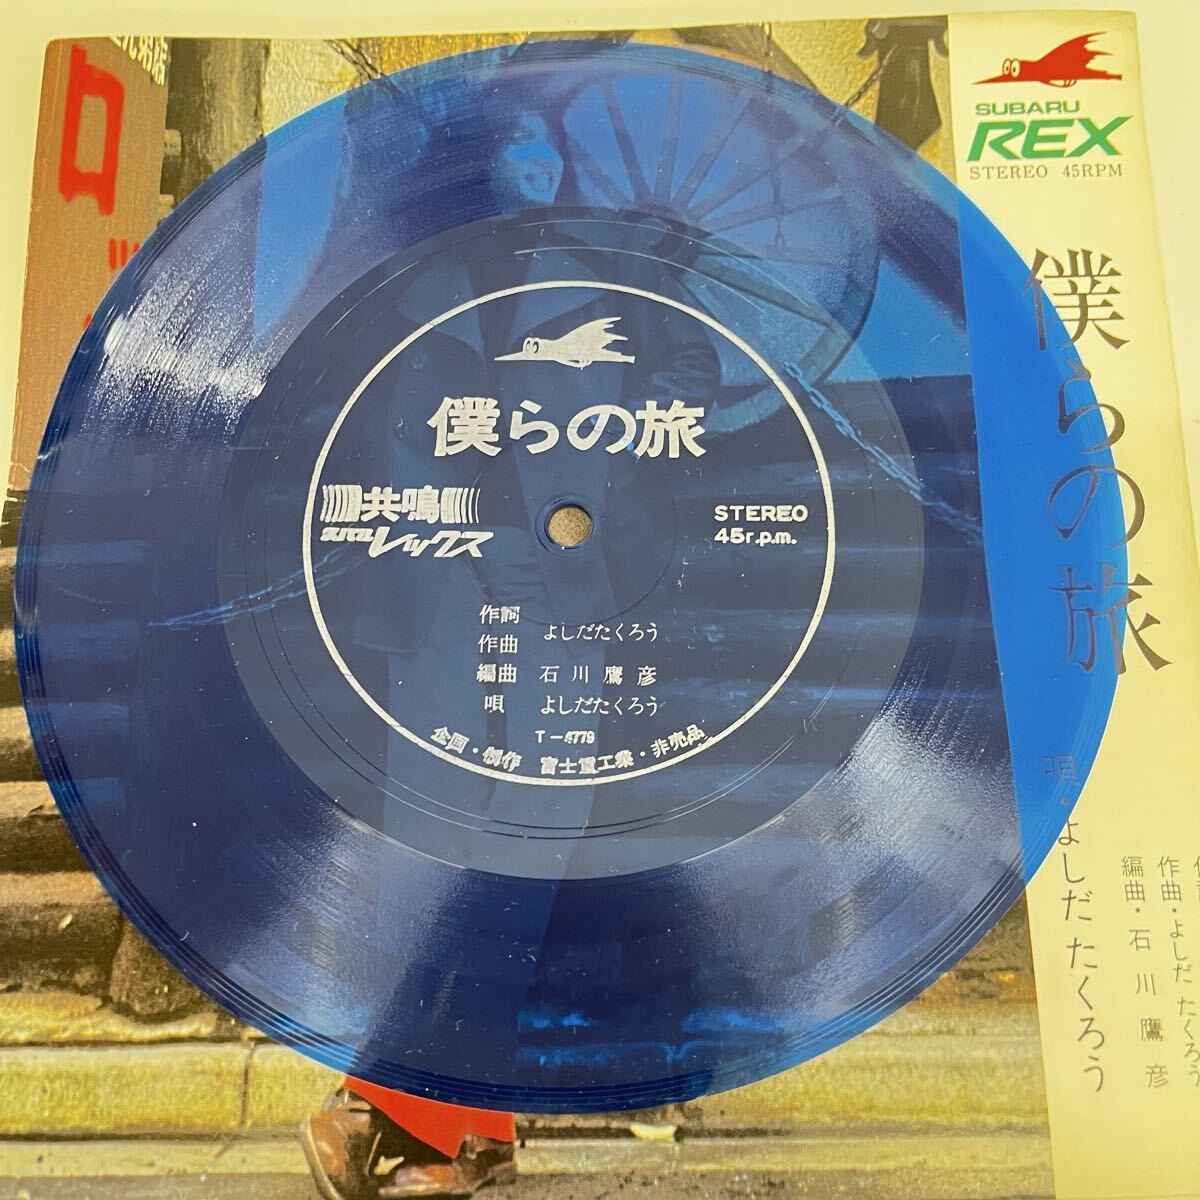 SUBARU
REX
STEREO 45RPM
僕らの旅
唄・よしだたくろう
作曲・よしだたくろう
編曲・石川鷹彦
僕らの旅
共鳴
スバル レックス
STEREO
45r.p.m.
作詞
作曲 よしだたくろう
編曲 石川鷹彦
唄 よしだたくろう
T-4779
企画・制作 富士重工業・非売品